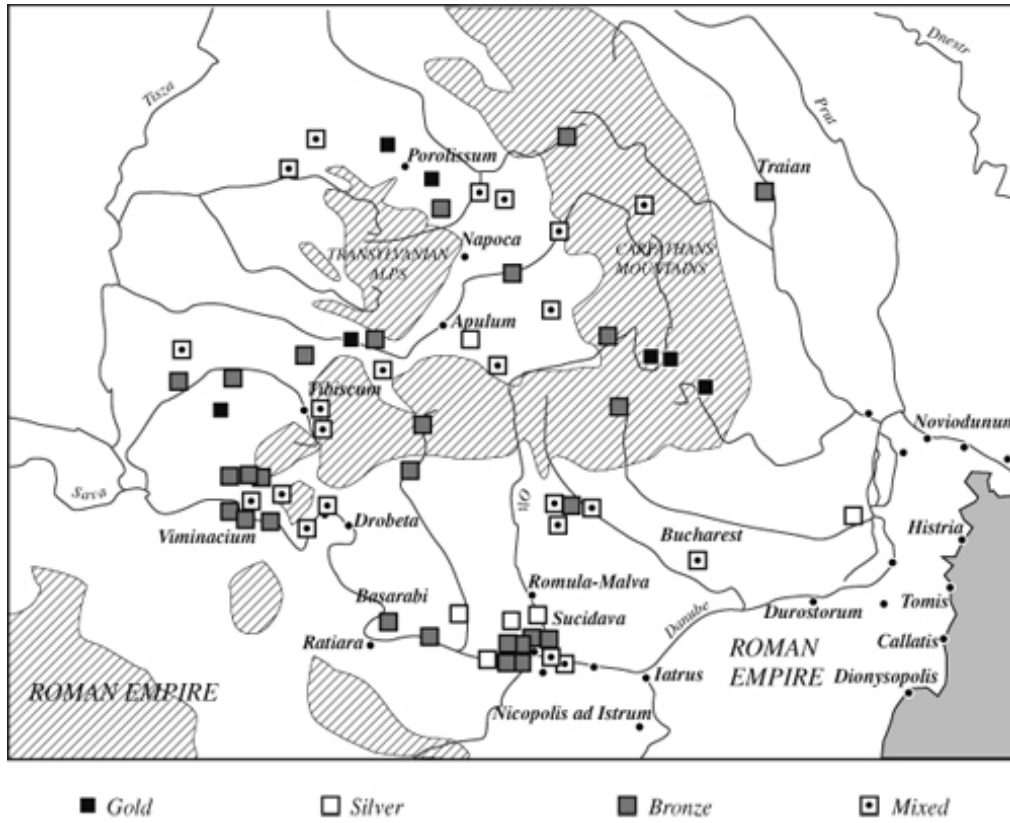 Dnestr
Tisza
Prut
Porolissum
Traian
Napoca
TRANSYLVANIAN
ALPS
CARPATHANS
MOUNTAINS
Apulum
Tibiscum
Noviodunum
Sava
Olt
Viminacium
Drobeta
Bucharest
Histria
Romula-Malva
Basarabi
Sucidava
Danube
Durostorum
Tomis
Ratiara
ROMAN
EMPIRE
Callatis
Iatrus
Dionysopolis
ROMAN EMPIRE
Nicopolis ad Istrum
Gold
Silver
Bronze
Mixed